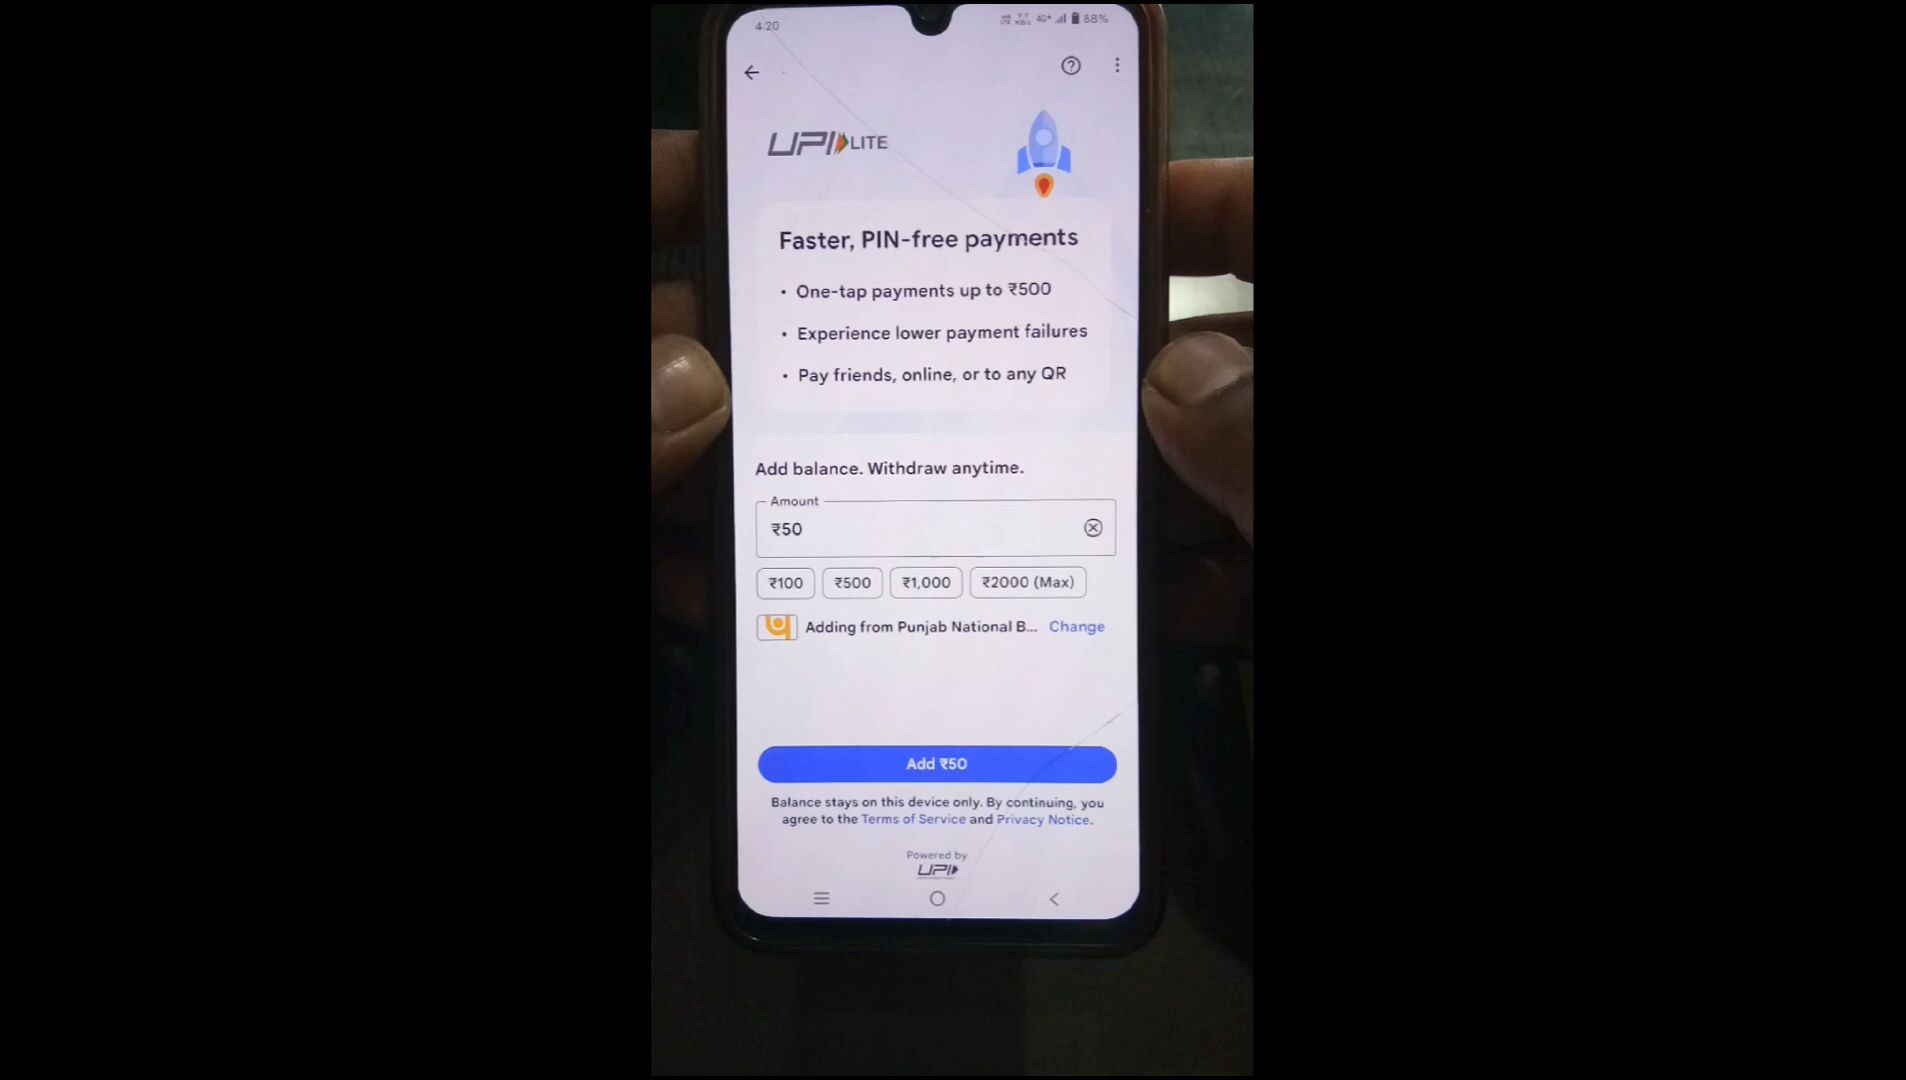 4:20
4G+ 88%
UPI LITE
Faster, PIN-free payments
• One-tap payments up to ₹500
• Experience lower payment failures
• Pay friends, online, or to any QR
Add balance. Withdraw anytime.
Amount
₹50
₹100 ₹500 ₹1,000 ₹2000 (Max)
Adding from Punjab National B... Change
Add ₹50
Balance stays on this device only. By continuing, you
agree to the Terms of Service and Privacy Notice.
Powered by
UPI